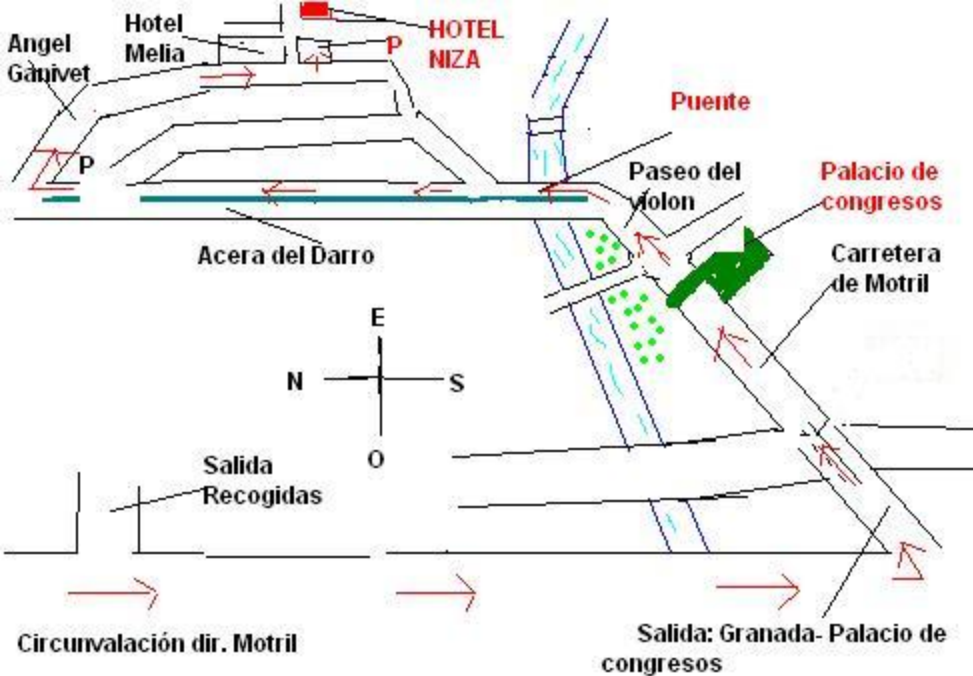 Hotel
Melia
HOTEL
NIZA
P
Angel
Ganivet
P
Puente
Paseo del
violon
Palacio de
congresos
Acera del Darro
Carretera
de Motril
E
N
S
O
Salida
Recogidas
Circunvalación dir. Motril
Salida: Granada- Palacio de
congresos